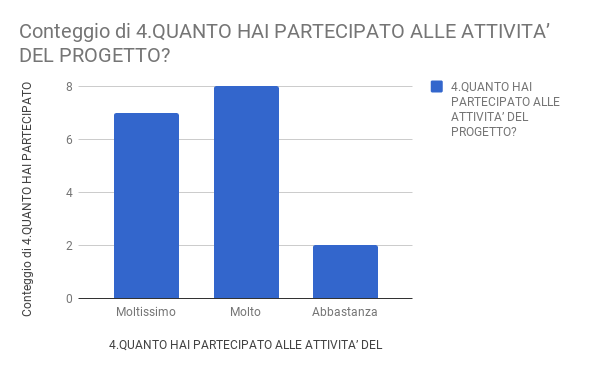 Conteggio di 4.QUANTO HAI PARTECIPATO ALLE ATTIVITA’
DEL PROGETTO?
Conteggio di 4.QUANTO HAI PARTECIPATO
8
6
4
2
0
Moltissimo
Molto
Abbastanza
4.QUANTO HAI PARTECIPATO ALLE ATTIVITA’ DEL
4.QUANTO HAI
PARTECIPATO ALLE
ATTIVITA’ DEL
PROGETTO?